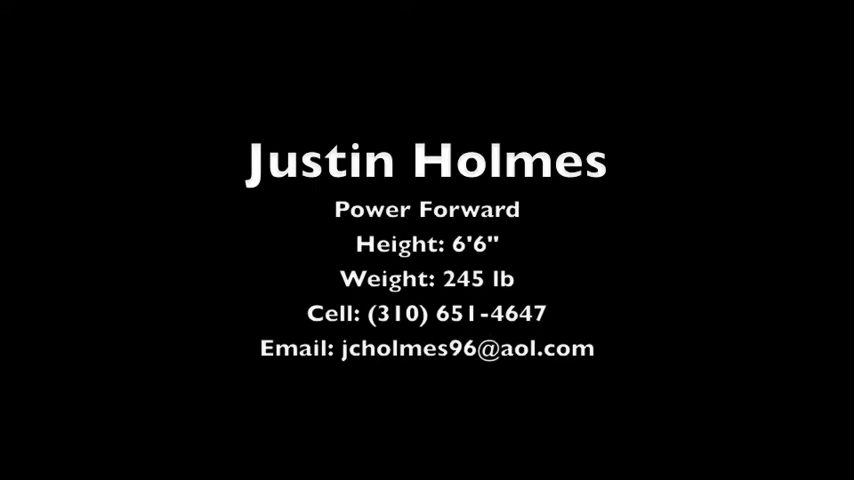 Justin Holmes
Power Forward
Height: 6'6"
Weight: 245 lb
Cell: (310) 651-4647
Email: jcholmes96@aol.com